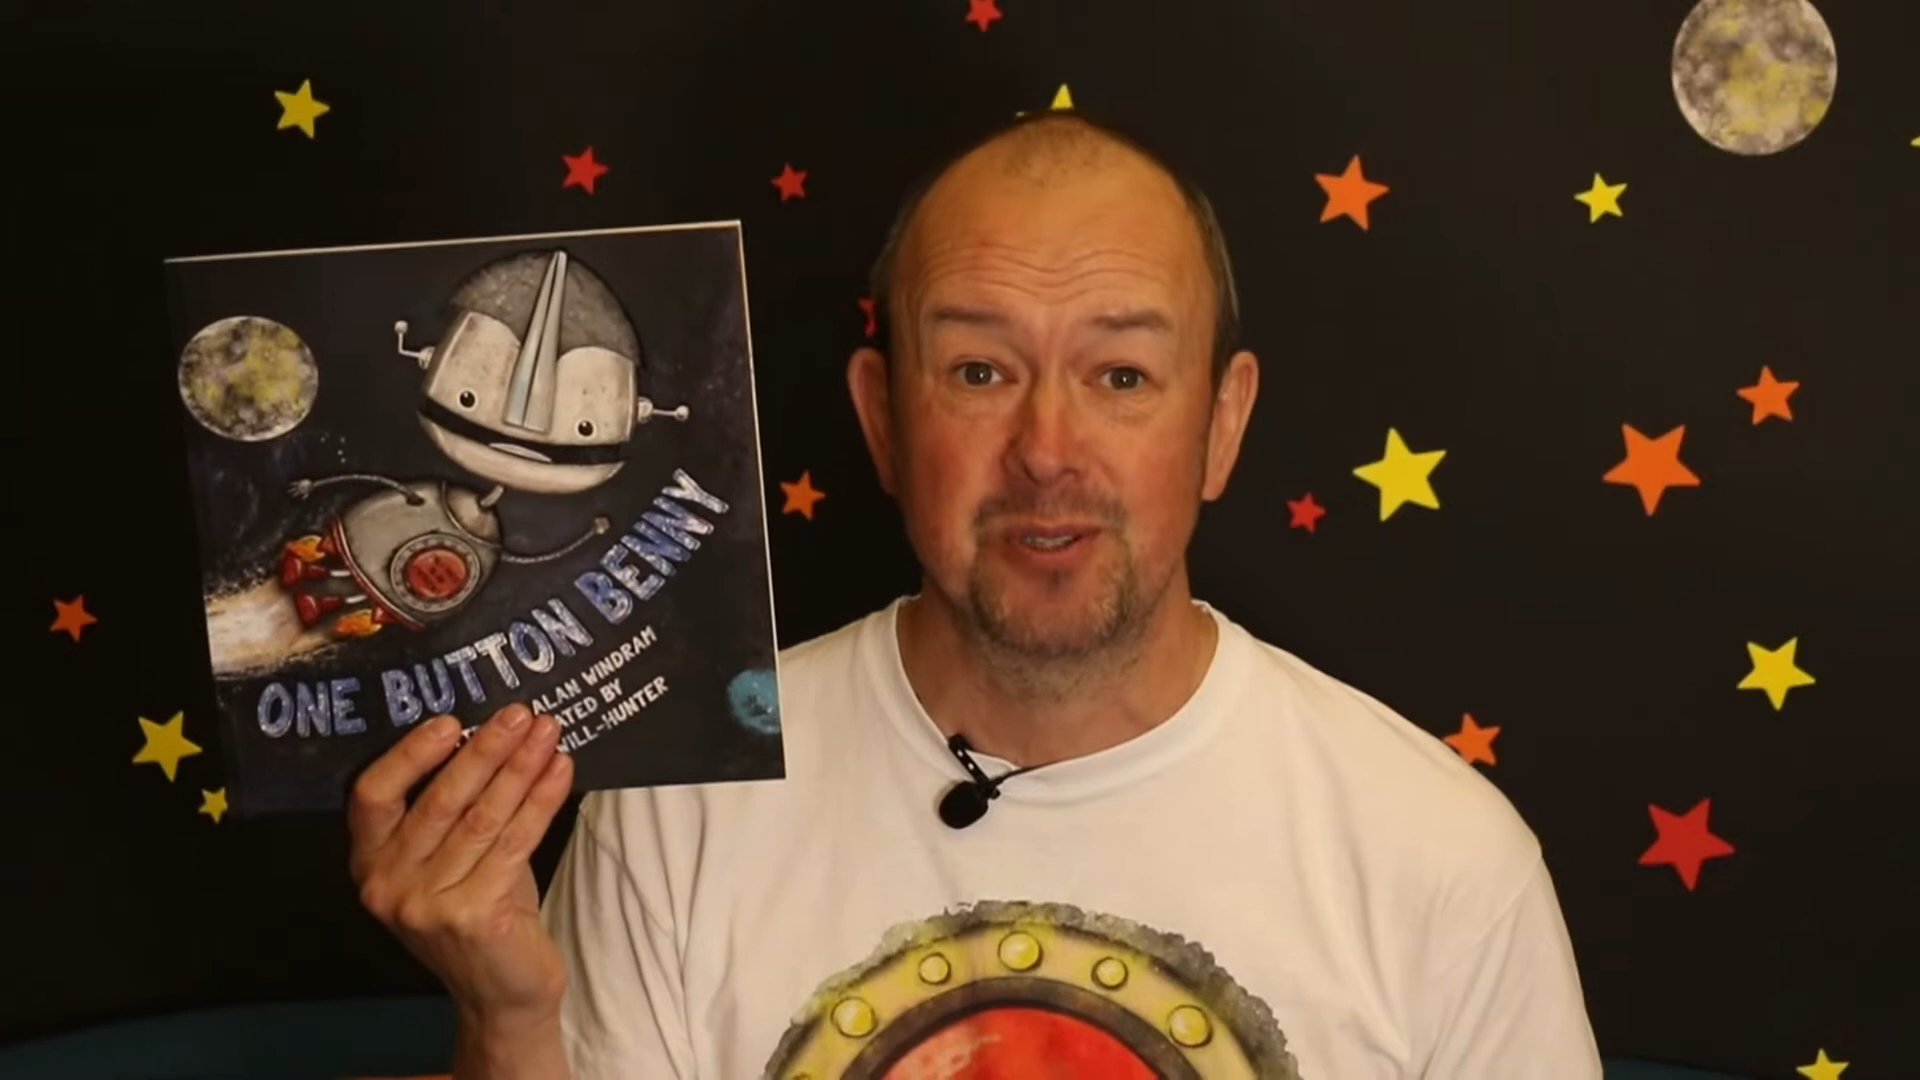 ONE BUTTON BENNY
ALAN WINDRAM
ATED BY
WILL-HUNTER